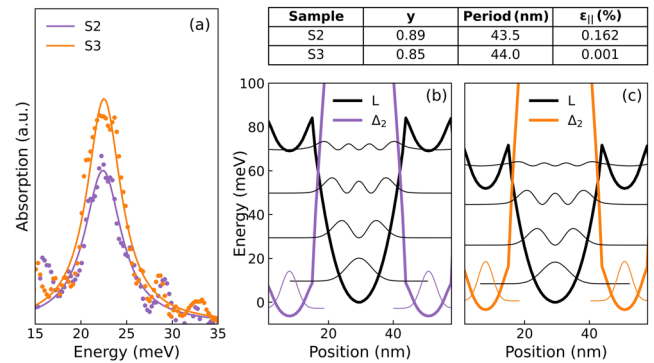 Sample y Period (nm) ε|| (%)
S2 0.89 43.5 0.162
S3 0.85 44.0 0.001
S2
S3
(a)
Absorption (a.u.)
15 20 25 30 35
Energy (meV)
(b)
L
Δ2
100
80
60
40
20
0
Energy (meV)
0 20 40
Position (nm)
(c)
L
Δ2
0 20 40
Position (nm)